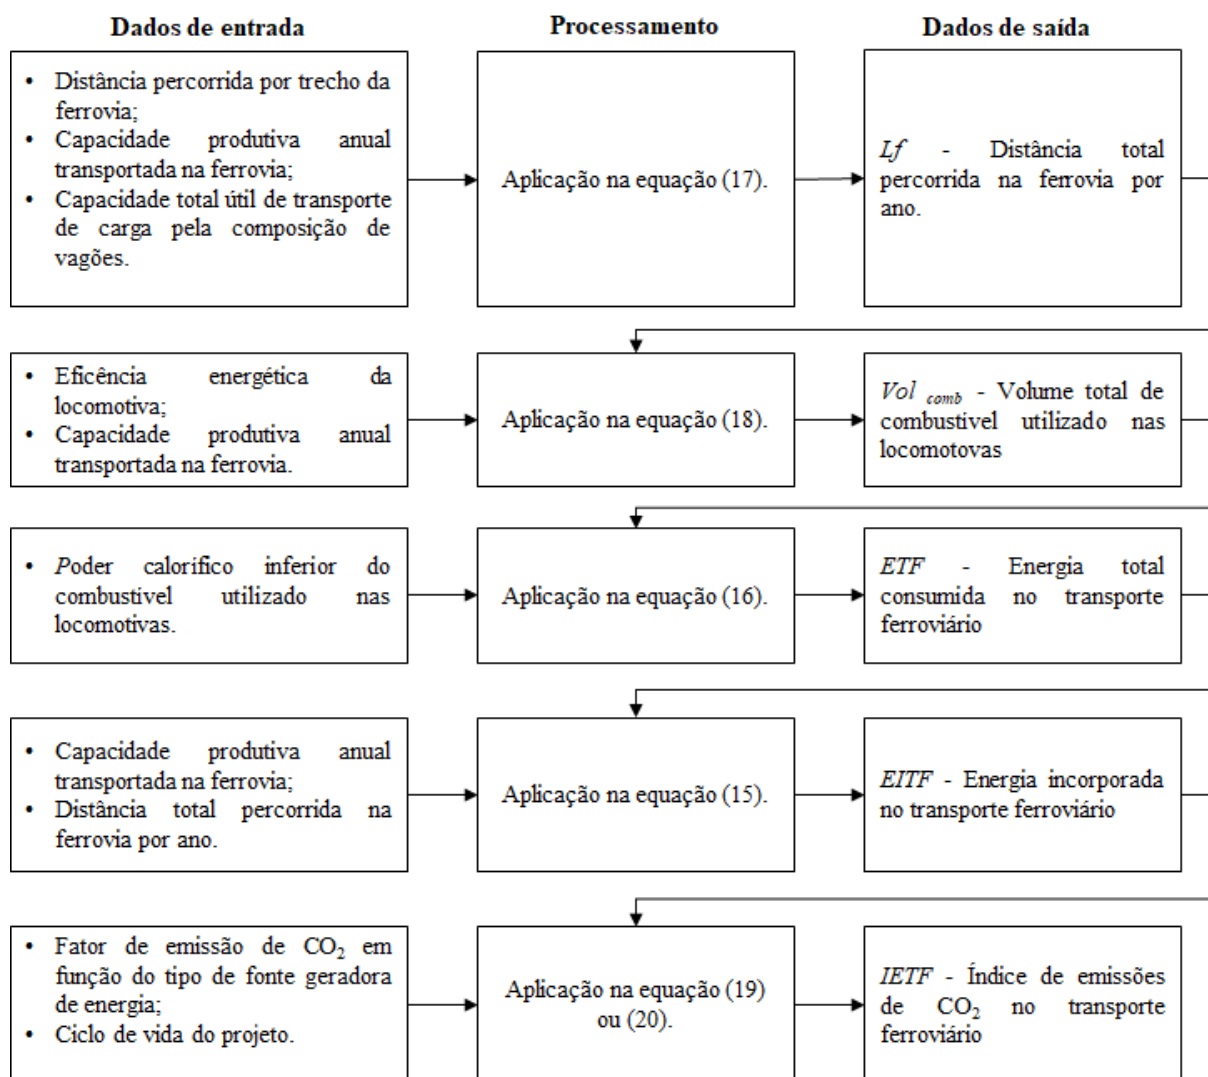 Dados de entrada
Processamento
Dados de saída
• Distância percorrida por trecho da
ferrovia;
• Capacidade produtiva anual
transportada na ferrovia;
• Capacidade total útil de transporte
de carga pela composição de
vagões.
Aplicação na equação (17).
Lf - Distância total
percorrida na ferrovia por
ano.
• Eficência energética da
locomotiva;
• Capacidade produtiva anual
transportada na ferrovia.
Aplicação na equação (18).
Vol comb - Volume total de
combustivel utilizado nas
locomotovas
• Poder calorífico inferior do
combustivel utilizado nas
locomotivas.
Aplicação na equação (16).
ETF - Energia total
consumida no transporte
ferroviário
• Capacidade produtiva anual
transportada na ferrovia;
• Distância total percorrida na
ferrovia por ano.
Aplicação na equação (15).
EITF - Energia incorporada
no transporte ferroviário
• Fator de emissão de CO₂ em
função do tipo de fonte geradora
de energia;
• Ciclo de vida do projeto.
Aplicação na equação (19)
ou (20).
IETF - Índice de emissões
de CO₂ no transporte
ferroviário